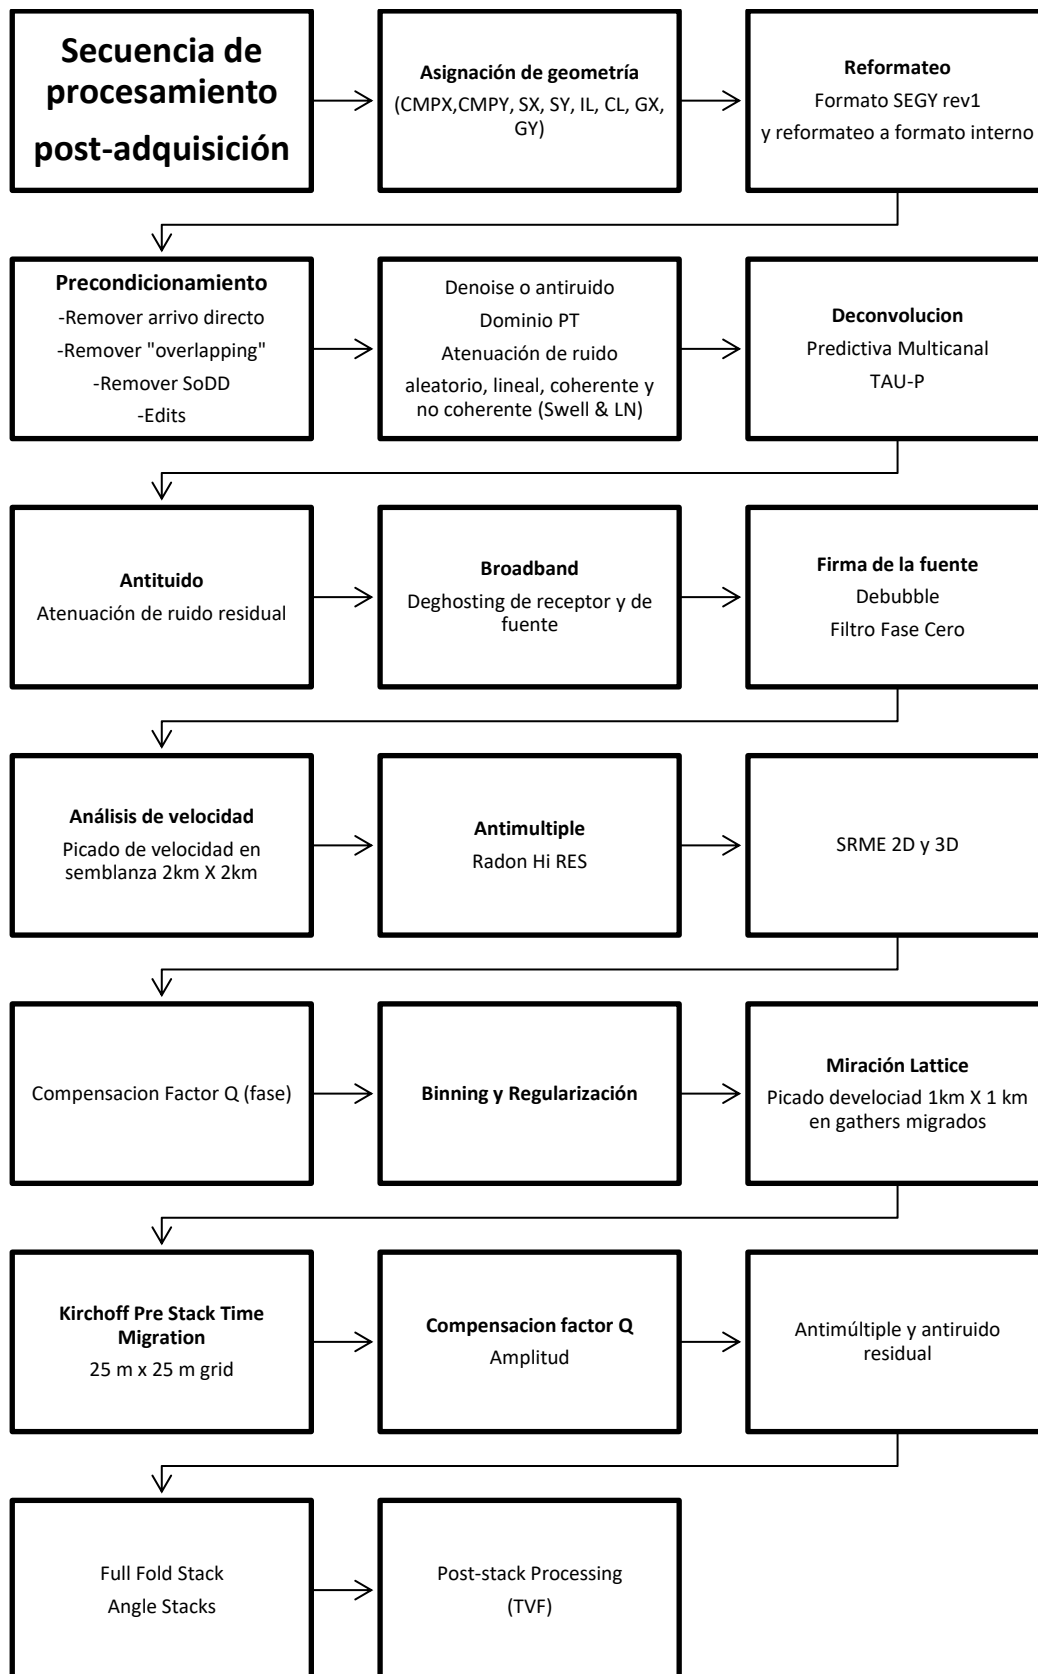 Secuencia de
procesamiento
post-adquisición
Asignación de geometría
(CMPX,CMPY, SX, SY, IL, CL, GX,
GY)
Reformateo
Formato SEGY rev1
y reformateo a formato interno
Precondicionamiento
-Remover arrivo directo
-Remover "overlapping"
-Remover SoDD
-Edits
Denoise o antiruido
Dominio PT
Atenuación de ruido
aleatorio, lineal, coherente y
no coherente (Swell & LN)
Deconvolucion
Predictiva Multicanal
TAU-P
Antituido
Atenuación de ruido residual
Broadband
Deghosting de receptor y de
fuente
Firma de la fuente
Debubble
Filtro Fase Cero
Análisis de velocidad
Picado de velocidad en
semblanza 2km X 2km
Antimultiple
Radon Hi RES
SRME 2D y 3D
Compensacion Factor Q (fase)
Binning y Regularización
Miración Lattice
Picado develociad 1km X 1 km
en gathers migrados
Kirchoff Pre Stack Time
Migration
25 m x 25 m grid
Compensacion factor Q
Amplitud
Antimúltiple y antiruido
residual
Full Fold Stack
Angle Stacks
Post-stack Processing
(TVF)